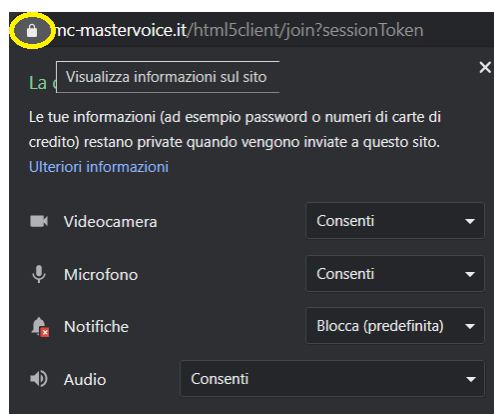 mc-mastervoice.it/html5client/join?sessionToken
La
Visualizza informazioni sul sito
Le tue informazioni (ad esempio password o numeri di carte di
credito) restano private quando vengono inviate a questo sito.
Ulteriori informazioni
Videocamera Consenti
Microfono Consenti
Notifiche Blocca (predefinita)
Audio Consenti